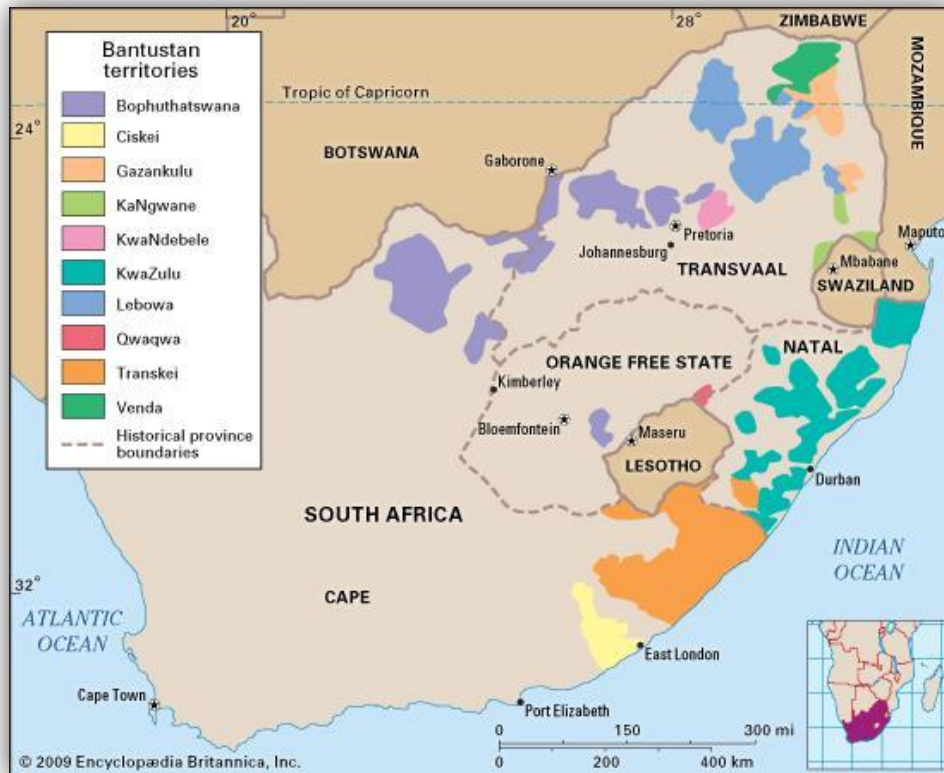 20°
28°
ZIMBABWE
MOZAMBIQUE
Bantustan
territories
Bophuthatswana
Ciskei
Gazankulu
KaNgwane
KwaNdebele
KwaZulu
Lebowa
Qwaqwa
Transkei
Venda
Historical province
boundaries
Tropic of Capricorn
24°
BOTSWANA
Gaborone
Pretoria
Johannesburg
TRANSVAAL
Maputo
Mbabane
SWAZILAND
ORANGE FREE STATE
NATAL
Kimberley
Bloemfontein
Maseru
LESOTHO
Durban
SOUTH AFRICA
INDIAN
OCEAN
32°
CAPE
ATLANTIC
OCEAN
East London
Cape Town
Port Elizabeth
0 150 300 mi
0 200 400 km
© 2009 Encyclopædia Britannica, Inc.